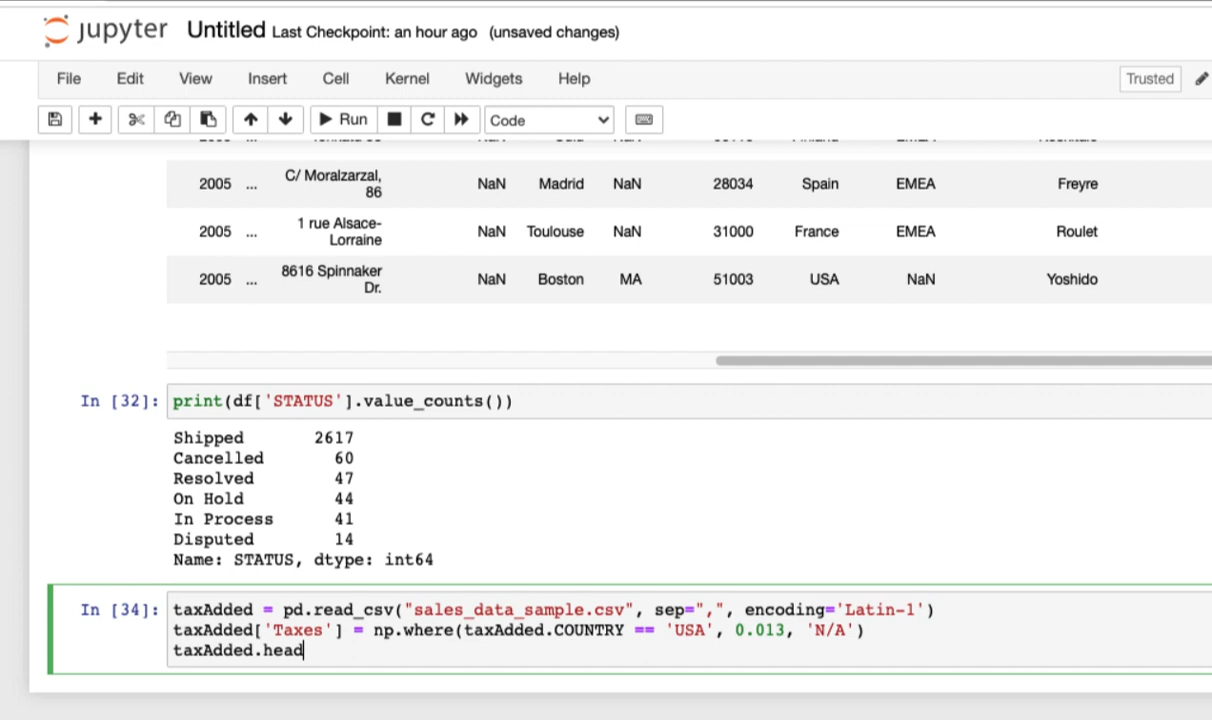 jupyter Untitled Last Checkpoint: an hour ago (unsaved changes)
File Edit View Insert Cell Kernel Widgets Help Trusted
Run Code
2005 ... C/ Moralzarzal, 86 NaN Madrid NaN 28034 Spain EMEA Freyre
2005 ... 1 rue Alsace-Lorraine NaN Toulouse NaN 31000 France EMEA Roulet
2005 ... 8616 Spinnaker Dr. NaN Boston MA 51003 USA NaN Yoshido
In [32]: print(df['STATUS'].value_counts())
Shipped 2617
Cancelled 60
Resolved 47
On Hold 44
In Process 41
Disputed 14
Name: STATUS, dtype: int64
In [34]: taxAdded = pd.read_csv("sales_data_sample.csv", sep=",", encoding='Latin-1')
taxAdded['Taxes'] = np.where(taxAdded.COUNTRY == 'USA', 0.013, 'N/A')
taxAdded.head